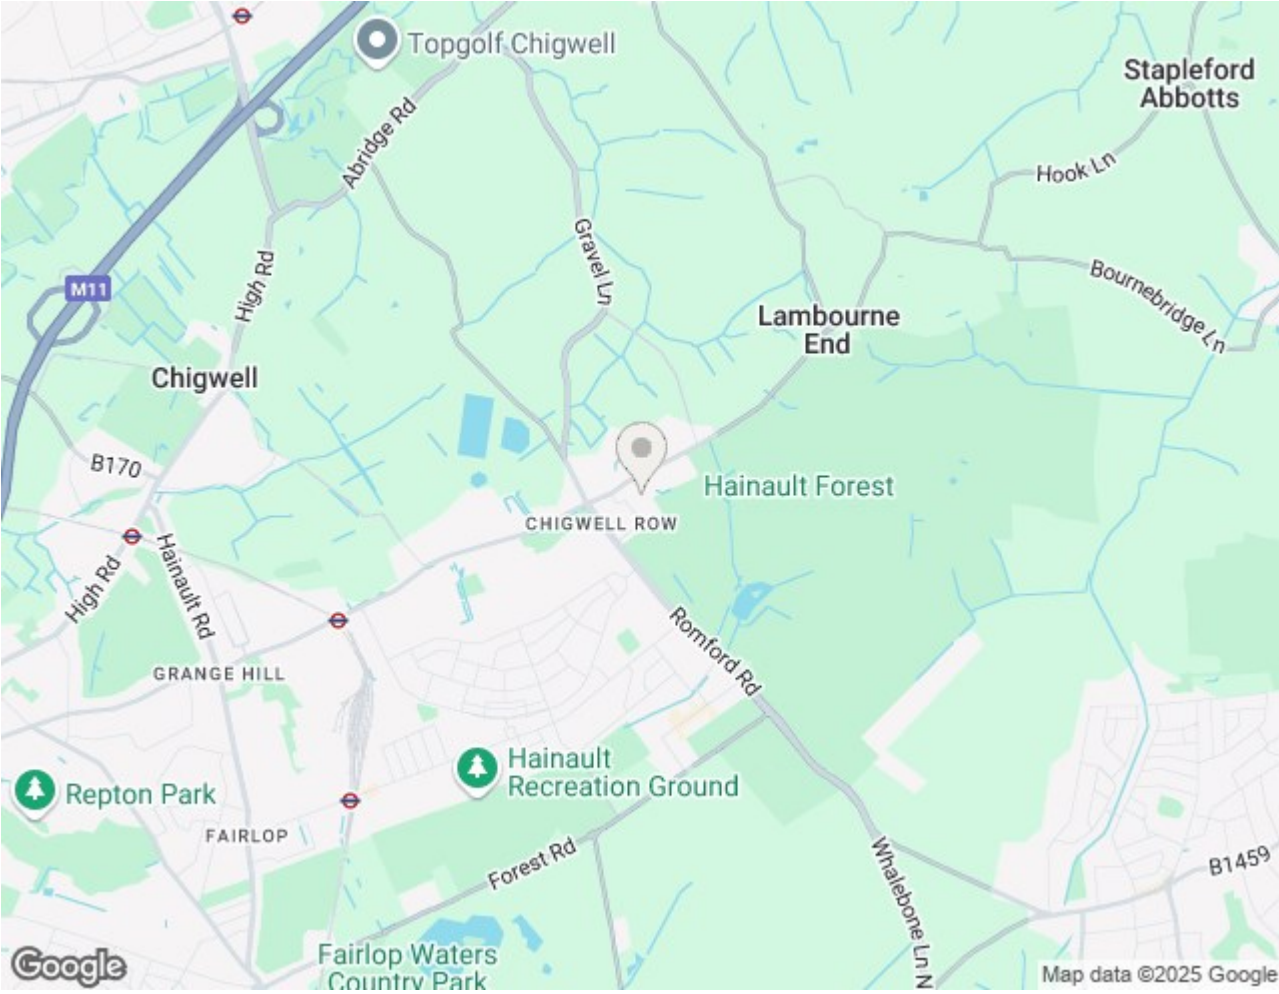 Topgolf Chigwell
Stapleford
Abbotts
Abridge Rd
Hook Ln
Gravel Ln
High Rd
Bournebridge Ln
M11
Lambourne
End
Chigwell
B170
Hainault Forest
CHIGWELL ROW
High Rd
Hainault Rd
Romford Rd
GRANGE HILL
Hainault
Recreation Ground
Repton Park
FAIRLOP
Forest Rd
Whalebone Ln N
B1459
Fairlop Waters
Country Park
Google
Map data ©2025 Google